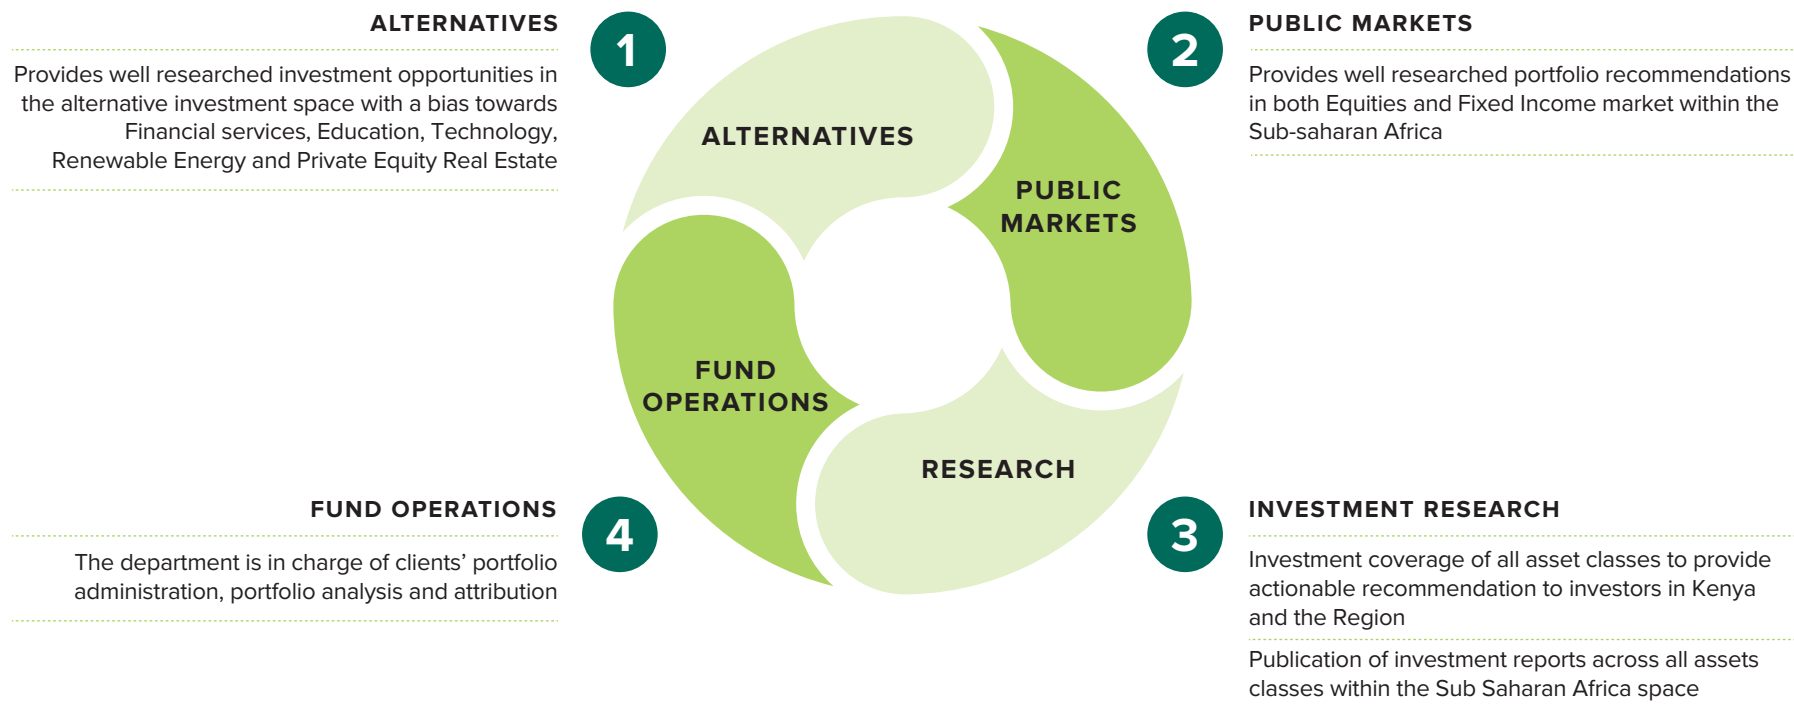 ALTERNATIVES
Provides well researched investment opportunities in
the alternative investment space with a bias towards
Financial services, Education, Technology,
Renewable Energy and Private Equity Real Estate
1
2
PUBLIC MARKETS
Provides well researched portfolio recommendations
in both Equities and Fixed Income market within the
Sub-saharan Africa
ALTERNATIVES
PUBLIC
MARKETS
FUND
OPERATIONS
RESEARCH
FUND OPERATIONS
The department is in charge of clients’ portfolio
administration, portfolio analysis and attribution
4
3
INVESTMENT RESEARCH
Investment coverage of all asset classes to provide
actionable recommendation to investors in Kenya
and the Region
Publication of investment reports across all assets
classes within the Sub Saharan Africa space